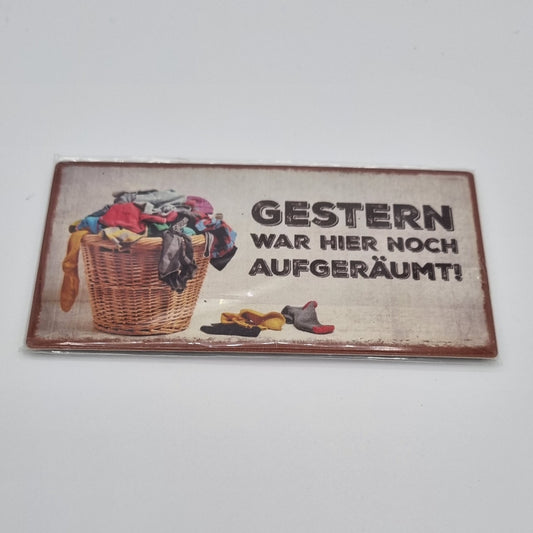 GESTERN
WAR HIER NOCH
AUFGERÄUMT!